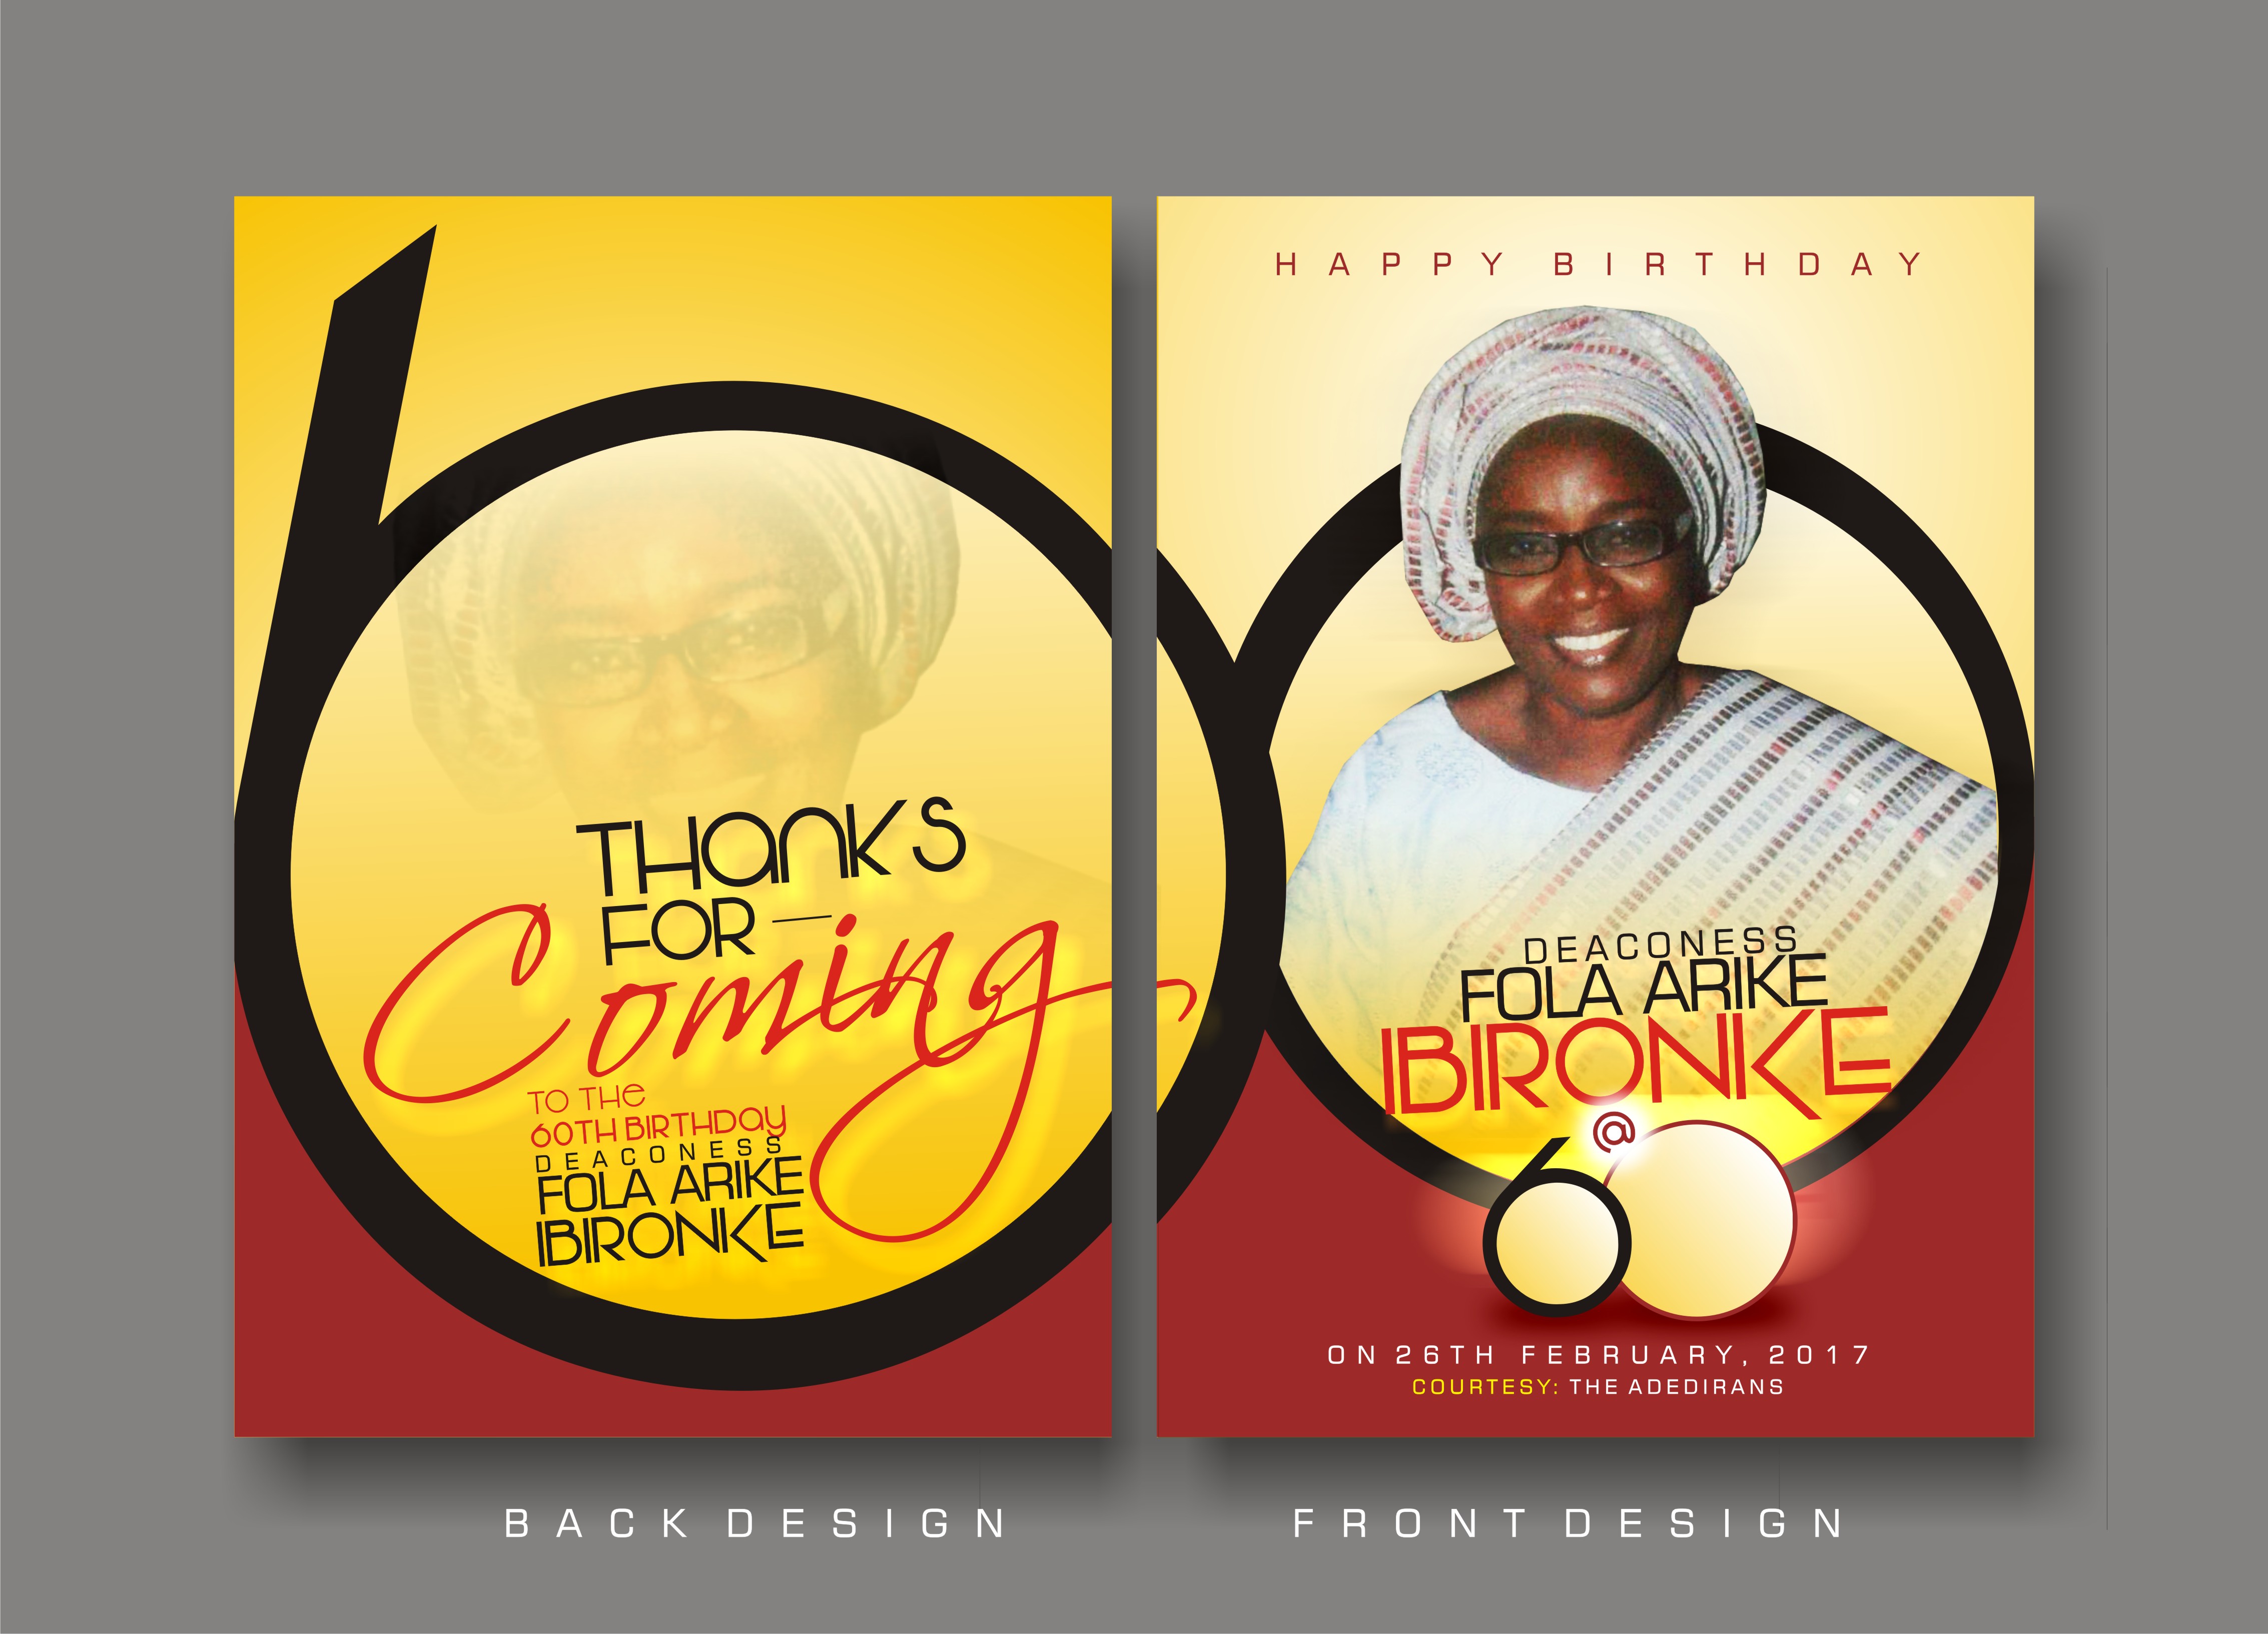 THANKS
FOR —
Coming
TO THE
60TH BIRTHDAY
DEACONESS
FOLA ARIKE
IBIRONKE
BACK DESIGN
HAPPY BIRTHDAY
DEACONESS
FOLA ARIKE
IBIRONKE
@
60
ON 26TH FEBRUARY, 2017
COURTESY: THE ADEDIRANS
FRONT DESIGN